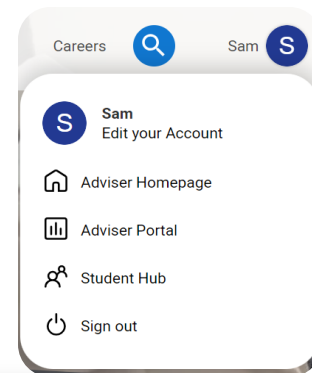 Careers
Sam
S
S
Sam
Edit your Account
Adviser Homepage
Adviser Portal
Student Hub
Sign out